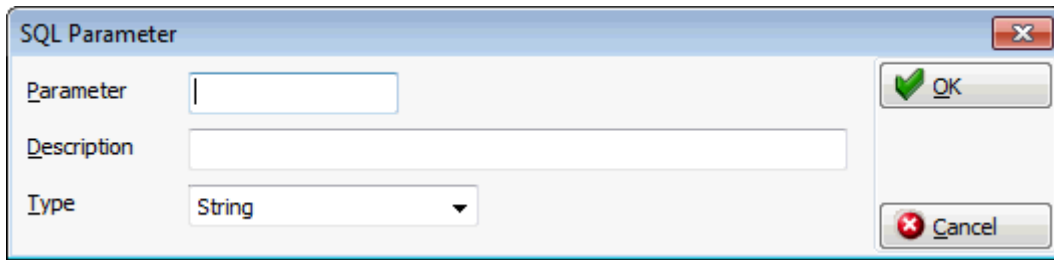 SQL Parameter
Parameter
OK
Description
Type String
Cancel